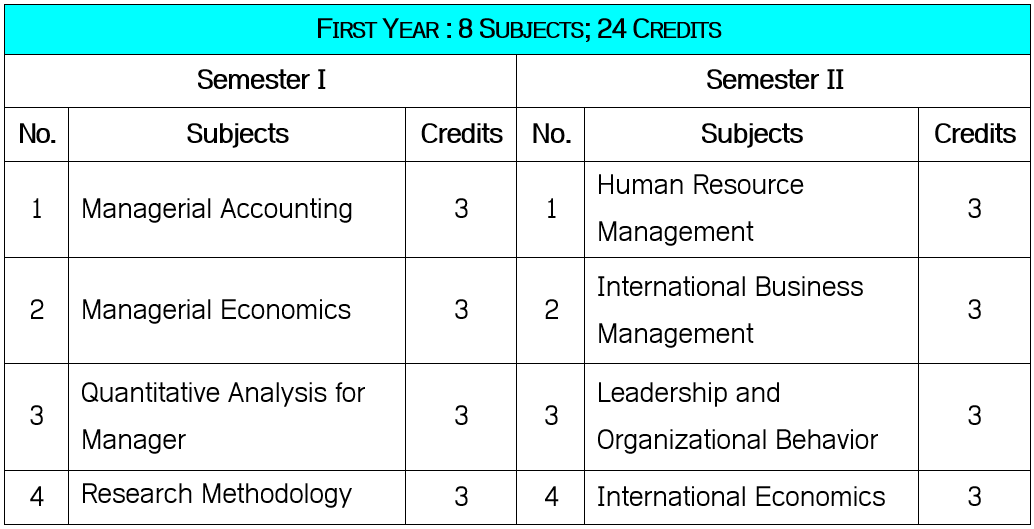 FIRST YEAR : 8 SUBJECTS; 24 CREDITS
Semester I Semester II
No. Subjects Credits No. Subjects Credits
1 Managerial Accounting 3 1 Human Resource
Management 3
2 Managerial Economics 3 2 International Business
Management 3
3 Quantitative Analysis for
Manager 3 3 Leadership and
Organizational Behavior 3
4 Research Methodology 3 4 International Economics 3